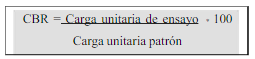 CBR = Carga unitaria de ensayo * 100
Carga unitaria patrón